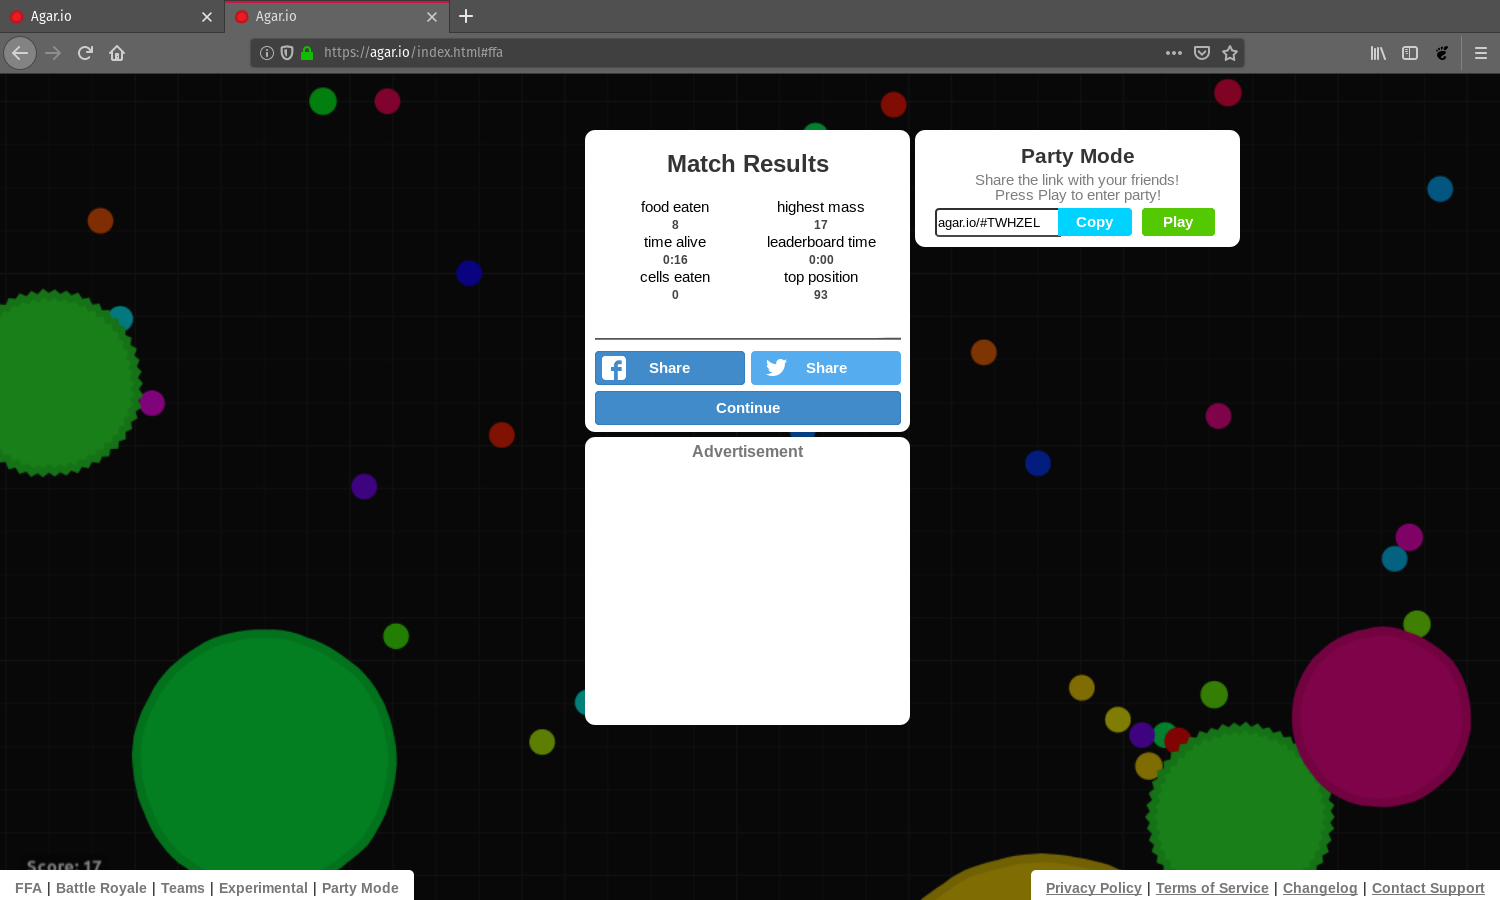 Agar.io
Agar.io
https://agar.io/index.html#ffa
Match Results
food eaten
8
time alive
0:16
cells eaten
0
highest mass
17
leaderboard time
0:00
top position
93
Share
Share
Continue
Advertisement
Party Mode
Share the link with your friends!
Press Play to enter party!
agar.io/#TWHZEL
Copy
Play
Score: 17
FFA | Battle Royale | Teams | Experimental | Party Mode
Privacy Policy | Terms of Service | Changelog | Contact Support